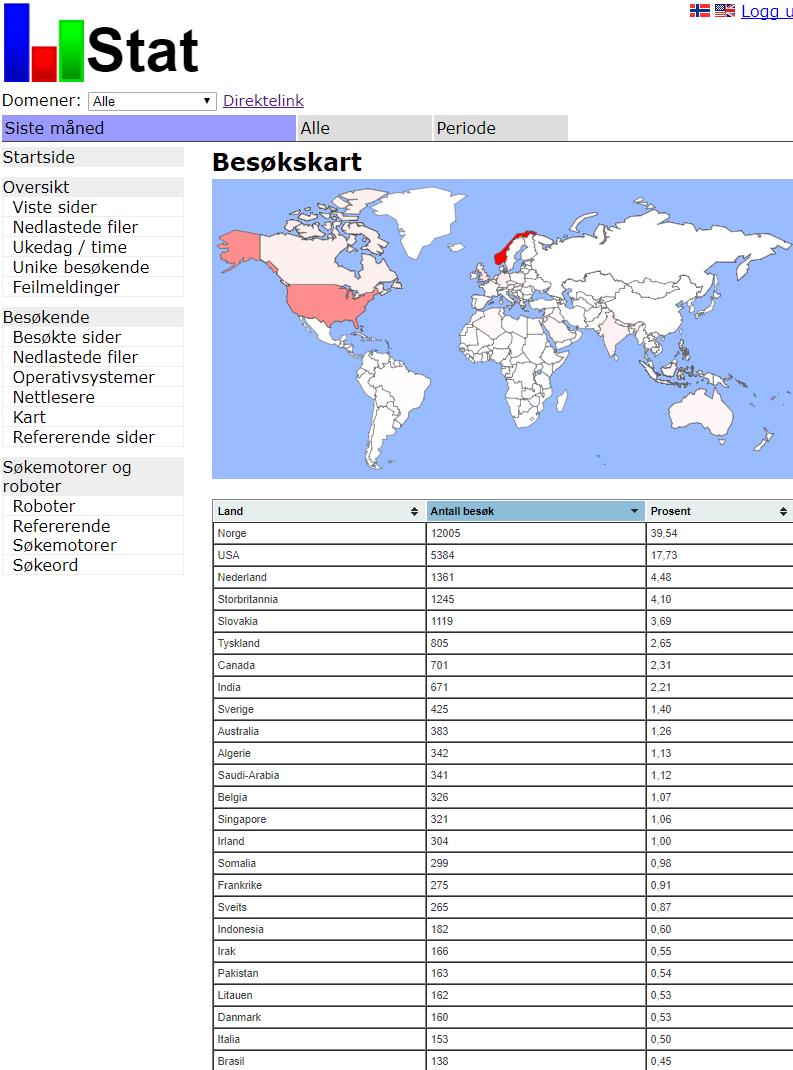 Logg u
Stat
Domener: Alle Direktelink
Siste måned Alle Periode
Startside
Oversikt
Viste sider
Nedlastede filer
Ukedag / time
Unike besøkende
Feilmeldinger
Besøkende
Besøkte sider
Nedlastede filer
Operativsystemer
Nettlesere
Kart
Refererende sider
Søkemotorer og
roboter
Roboter
Refererende
Søkemotorer
Søkeord
Besøkskart
Land Antall besøk Prosent
Norge 12005 39,54
USA 5384 17,73
Nederland 1361 4,48
Storbritannia 1245 4,10
Slovakia 1119 3,69
Tyskland 805 2,65
Canada 701 2,31
India 671 2,21
Sverige 425 1,40
Australia 383 1,26
Algerie 342 1,13
Saudi-Arabia 341 1,12
Belgia 326 1,07
Singapore 321 1,06
Irland 304 1,00
Somalia 299 0,98
Frankrike 275 0,91
Sveits 265 0,87
Indonesia 182 0,60
Irak 166 0,55
Pakistan 163 0,54
Litauen 162 0,53
Danmark 160 0,53
Italia 153 0,50
Brasil 138 0,45